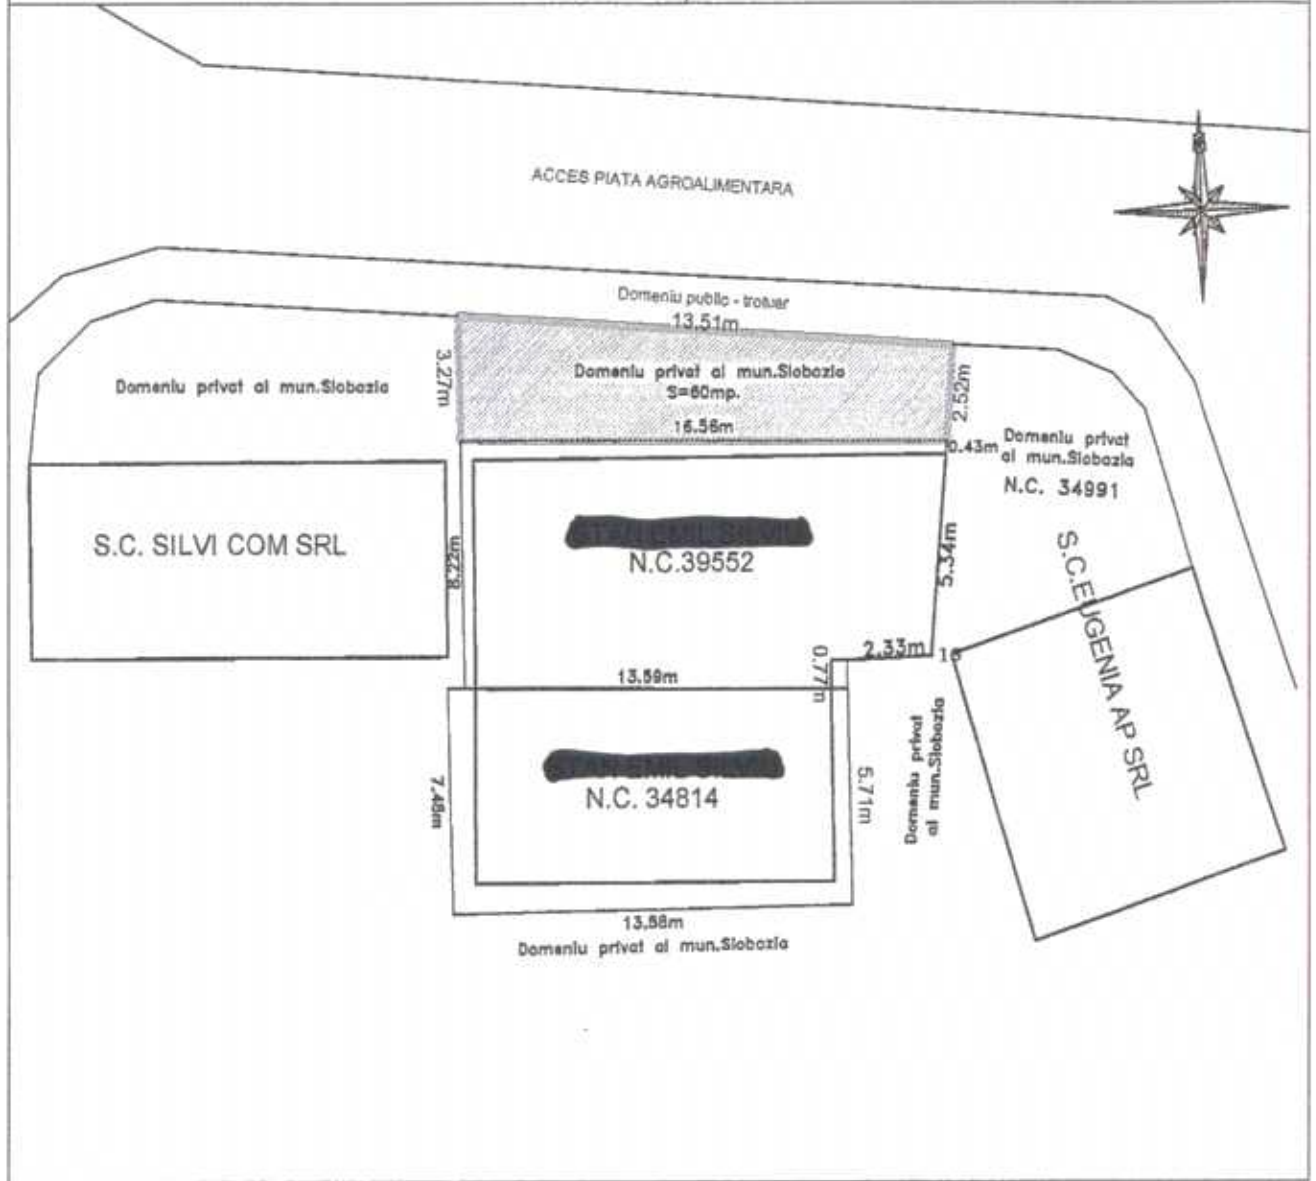 ACCES PIATA AGROALIMENTARA
Domeniu public - trotuar
13.51m
3.27m
Domeniu privat al mun.Slobozia
Domeniu privat al mun.Slobozia
S=60mp.
2.52m
16.56m
0.43m
Domeniu privat
al mun.Slobozia
N.C. 34991
S.C. SILVI COM SRL
8.22m
N.C.39552
5.34m
S.C.EUGENIA AP SRL
0.77m
2.33m
13.59m
7.48m
N.C. 34814
5.71m
Domeniu privat
al mun.Slobozia
13.58m
Domeniu privat al mun.Slobozia